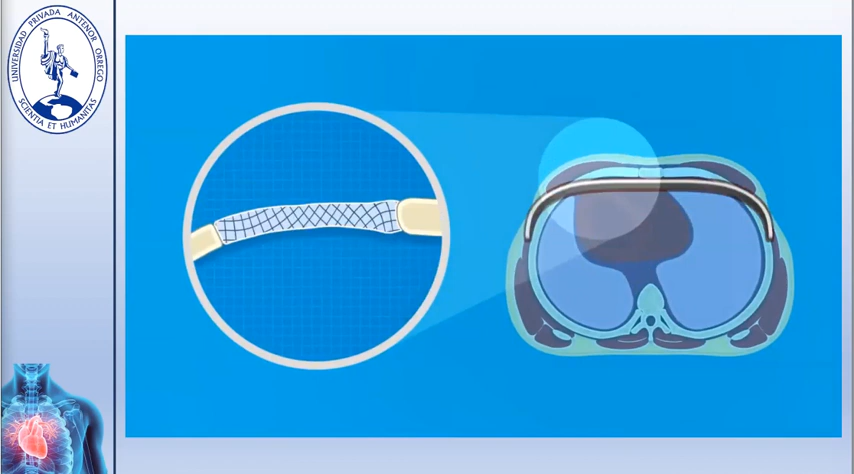 UNIVERSIDAD PRIVADA ANTENOR ORREGO
SCIENTIA ET HUMANITAS